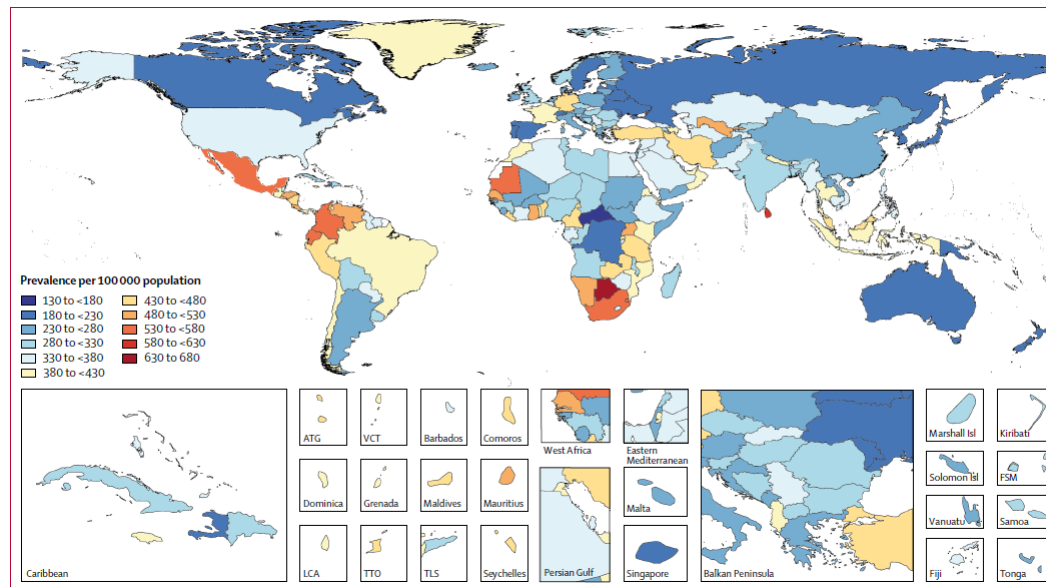 Prevalence per 100 000 population
130 to <180
180 to <230
230 to <280
280 to <330
330 to <380
380 to <430
430 to <480
480 to <530
530 to <580
580 to <630
630 to 680
Caribbean
ATG
VCT
Barbados
Comoros
Dominica
Grenada
Maldives
Mauritius
LCA
TTO
TLS
Seychelles
West Africa
Eastern
Mediterranean
Persian Gulf
Malta
Singapore
Balkan Peninsula
Marshall Isl
Kiribati
Solomon Isl
FSM
Vanuatu
Samoa
Fiji
Tonga